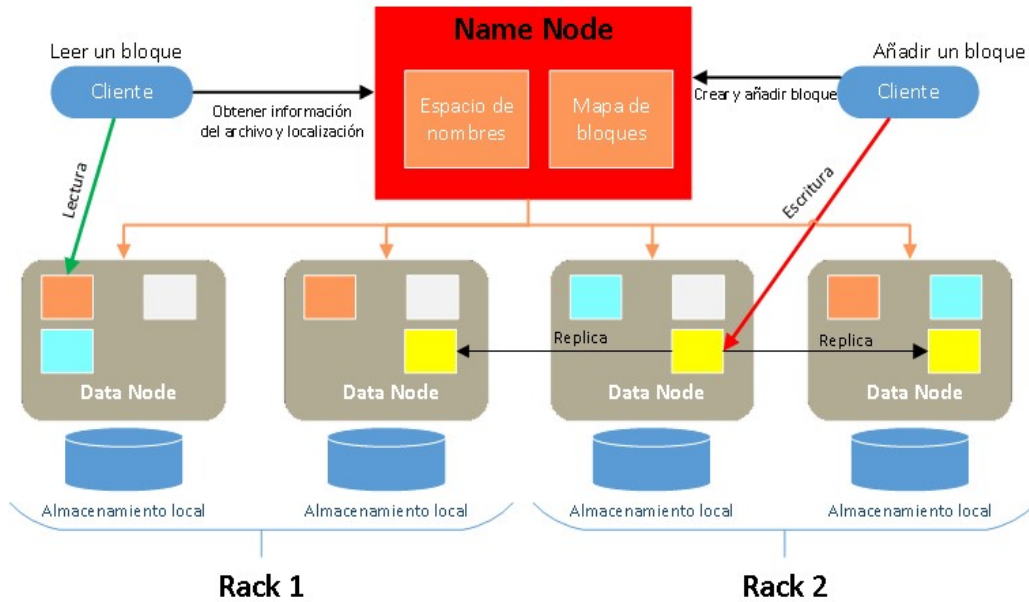 Name Node
Leer un bloque
Añadir un bloque
Cliente
Cliente
Obtener información
del archivo y localización
Espacio de
nombres
Mapa de
bloques
Crear y añadir bloque
Lectura
Escritura
Replica
Replica
Data Node
Data Node
Data Node
Data Node
Almacenamiento local
Almacenamiento local
Almacenamiento local
Almacenamiento local
Rack 1
Rack 2